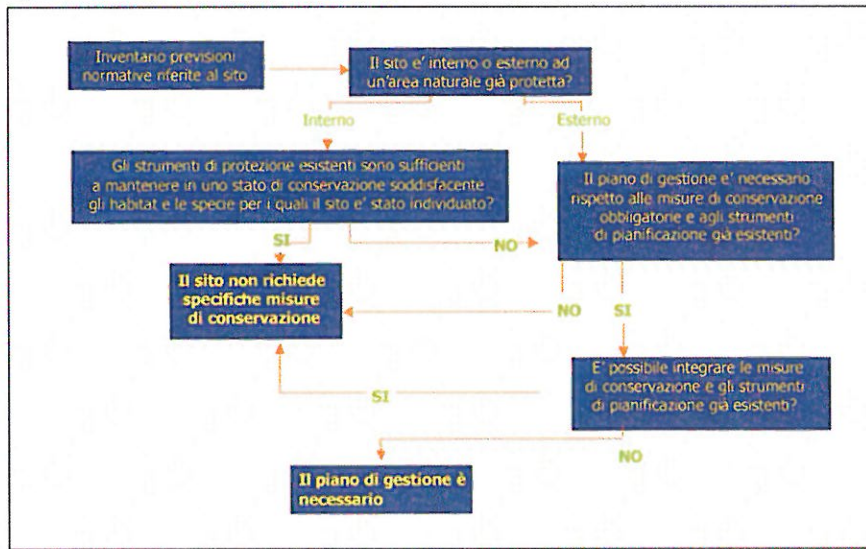 Inventario previsioni
normative riferite al sito
Il sito e' interno o esterno ad
un'area naturale già protetta?
Interno
Esterno
Gli strumenti di protezione esistenti sono sufficienti
a mantenere in uno stato di conservazione soddisfacente
gli habitat e le specie per i quali il sito e' stato individuato?
Il piano di gestione e' necessario
rispetto alle misure di conservazione
obbligatorie e agli strumenti
di pianificazione già esistenti?
SI
NO
Il sito non richiede
specifiche misure
di conservazione
NO
SI
E' possibile integrare le misure
di conservazione e gli strumenti
di pianificazione già esistenti?
SI
NO
Il piano di gestione è
necessario